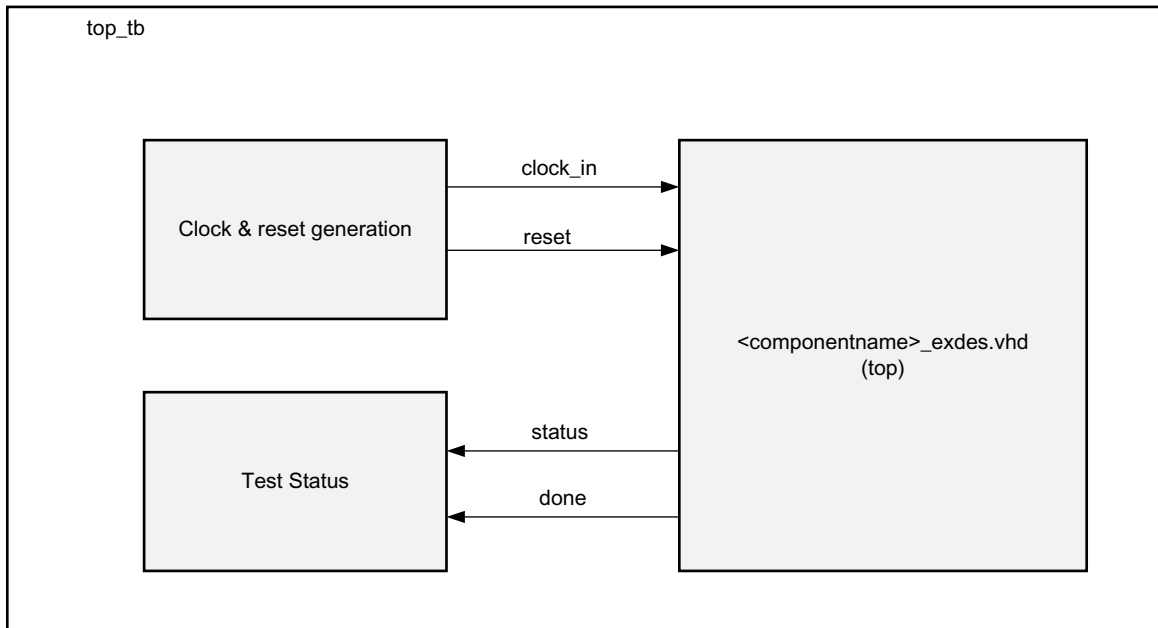 top_tb
clock_in
Clock & reset generation
reset
<componentname>_exdes.vhd
(top)
status
Test Status
done